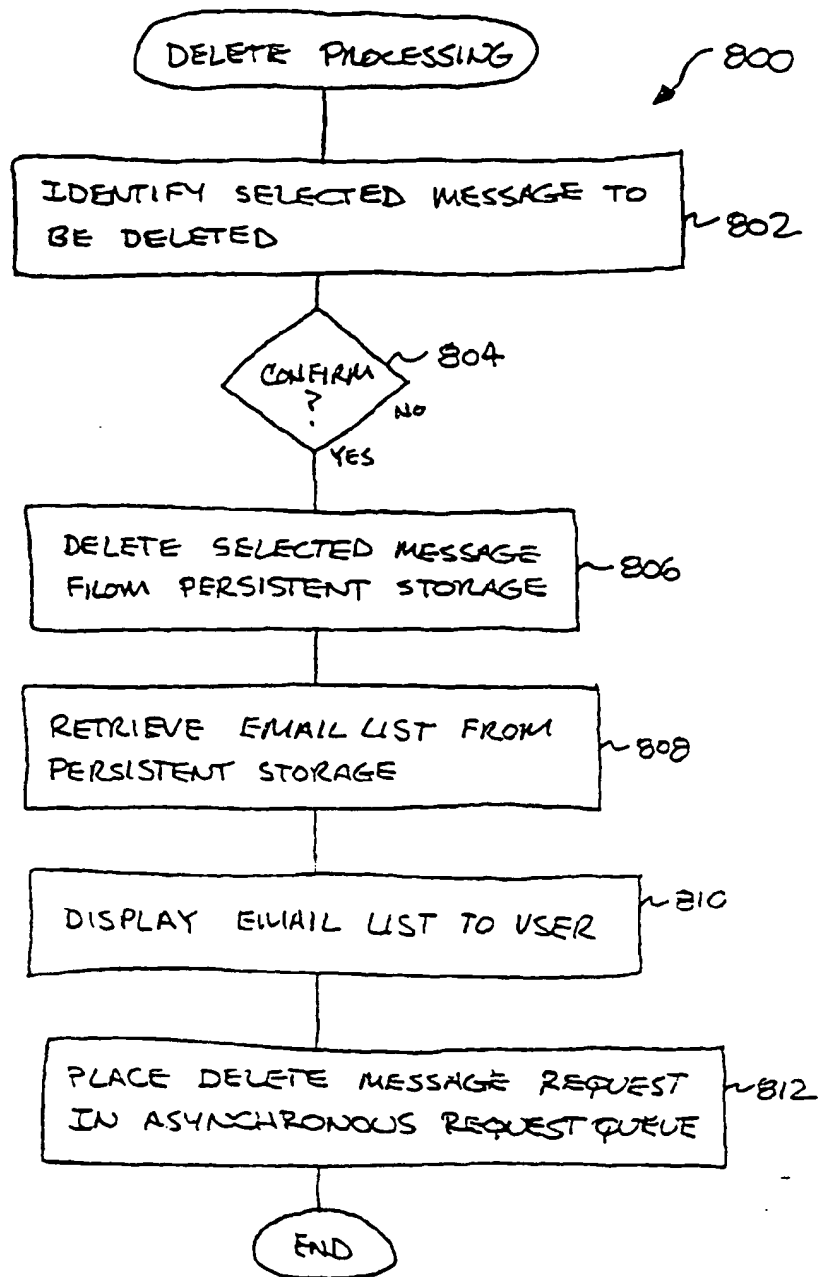 DELETE PROCESSING
800
IDENTIFY SELECTED MESSAGE TO
BE DELETED
802
CONFIRM
?
804
NO
YES
DELETE SELECTED MESSAGE
FROM PERSISTENT STORAGE
806
RETRIEVE EMAIL LIST FROM
PERSISTENT STORAGE
808
DISPLAY EMAIL LIST TO USER
810
PLACE DELETE MESSAGE REQUEST
IN ASYNCHRONOUS REQUEST QUEUE
812
END